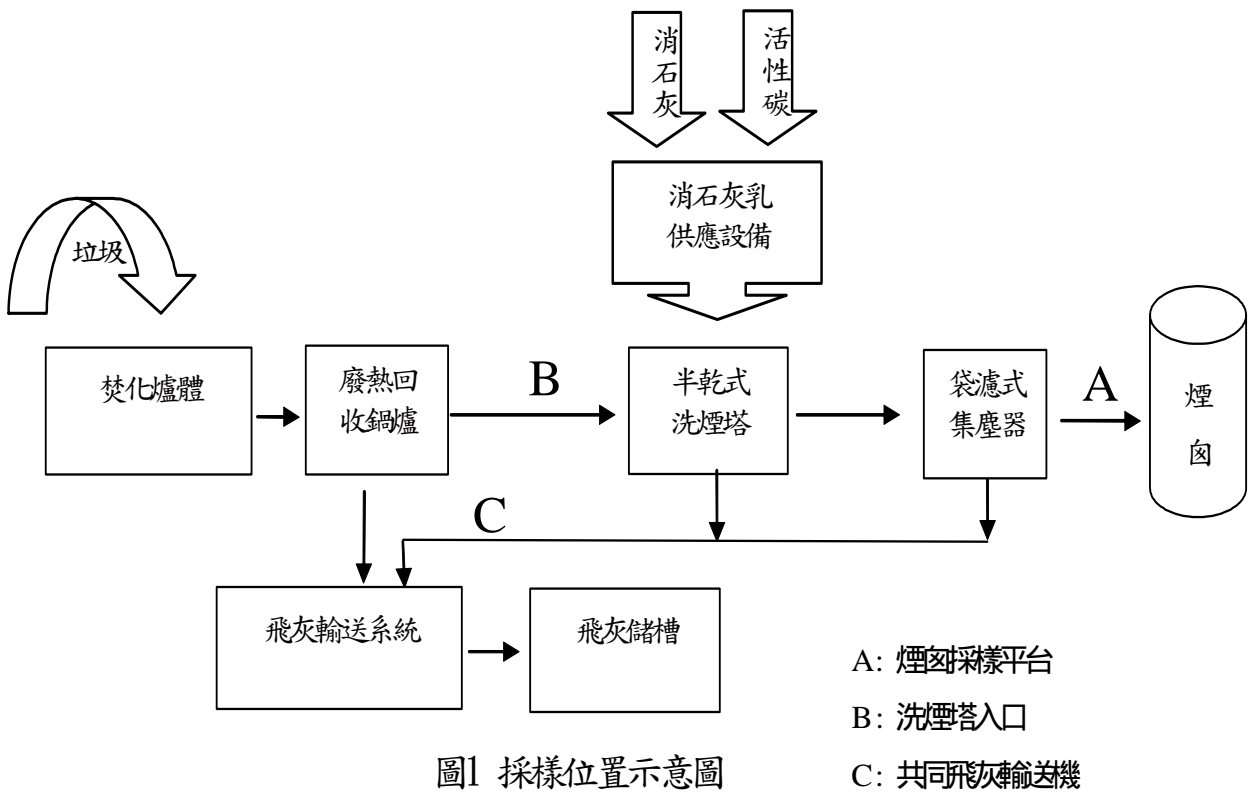 消石灰
活性碳
消石灰乳
供應設備
垃圾
焚化爐體
廢熱回
收鍋爐
B
半乾式
洗煙塔
袋濾式
集塵器
A
煙囪
C
飛灰輸送系統
飛灰儲槽
A: 煙囪採樣平台
B: 洗煙塔入口
C: 共同飛灰輸送機
圖1 採樣位置示意圖